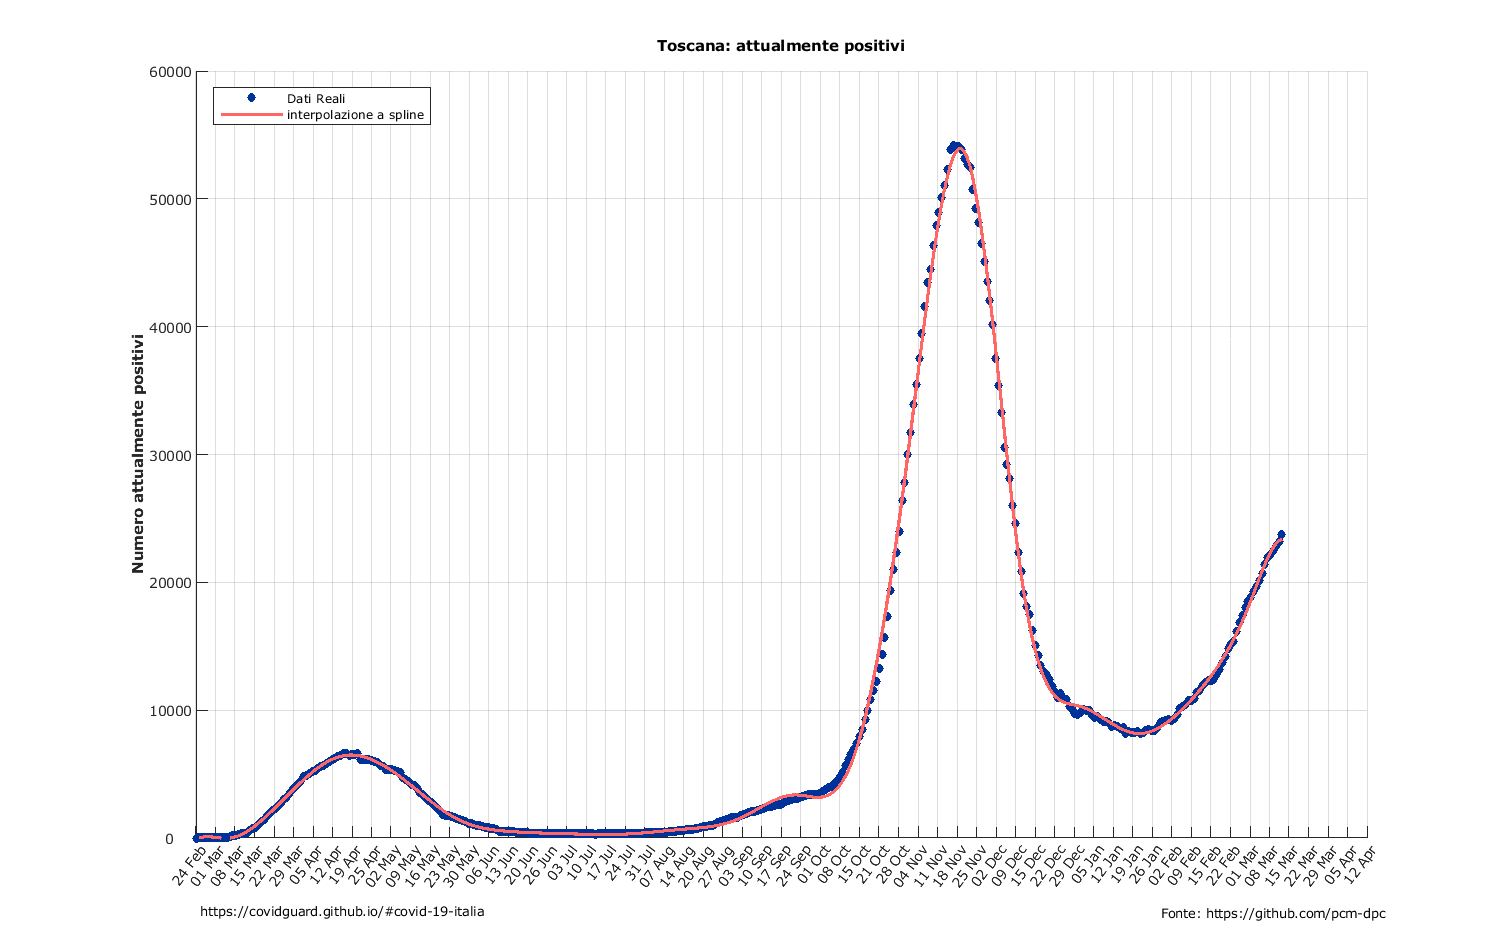 Toscana: attualmente positivi
Dati Reali
interpolazione a spline
Numero attualmente positivi
60000
50000
40000
30000
20000
10000
0
24 Feb
01 Mar
08 Mar
15 Mar
22 Mar
29 Mar
05 Apr
12 Apr
19 Apr
25 Apr
02 May
09 May
16 May
23 May
30 May
06 Jun
13 Jun
20 Jun
26 Jun
03 Jul
10 Jul
17 Jul
24 Jul
31 Jul
07 Aug
14 Aug
20 Aug
27 Aug
03 Sep
10 Sep
17 Sep
24 Sep
01 Oct
08 Oct
15 Oct
21 Oct
28 Oct
04 Nov
11 Nov
18 Nov
25 Nov
02 Dec
09 Dec
15 Dec
22 Dec
29 Dec
05 Jan
12 Jan
19 Jan
26 Jan
02 Feb
09 Feb
15 Feb
22 Feb
01 Mar
08 Mar
15 Mar
22 Mar
29 Mar
05 Apr
12 Apr
https://covidguard.github.io/#covid-19-italia
Fonte: https://github.com/pcm-dpc